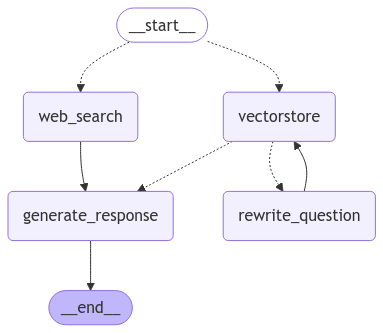 __start__
web_search
vectorstore
generate_response
rewrite_question
__end__